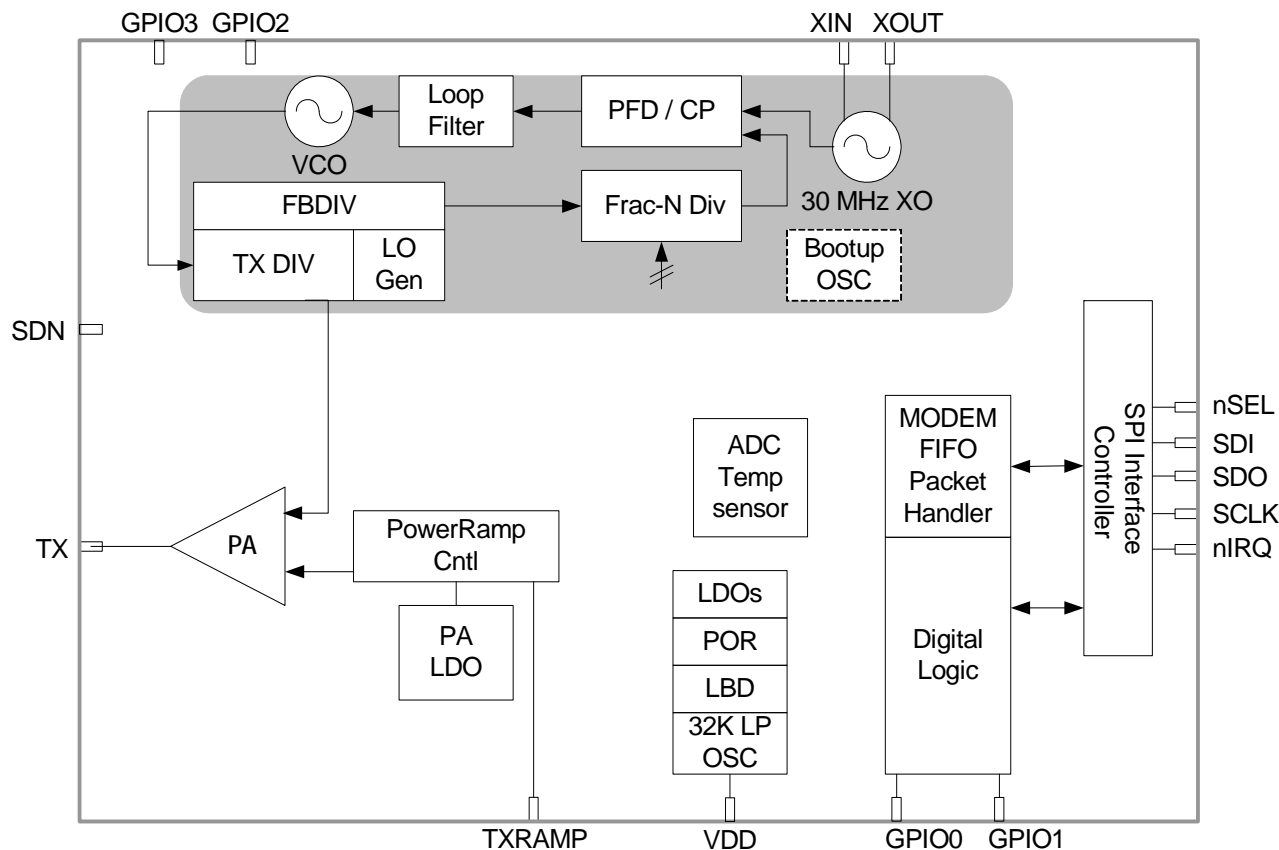 GPIO3
GPIO2
XIN
XOUT
Loop
Filter
PFD / CP
VCO
30 MHz XO
FBDIV
Frac-N Div
TX DIV
LO
Gen
Bootup
OSC
SDN
nSEL
SDI
SDO
SCLK
nIRQ
SPI Interface
Controller
MODEM
FIFO
Packet
Handler
ADC
Temp
sensor
TX
PA
PowerRamp
Cntl
PA
LDO
LDOs
POR
LBD
32K LP
OSC
Digital
Logic
TXRAMP
VDD
GPIO0
GPIO1